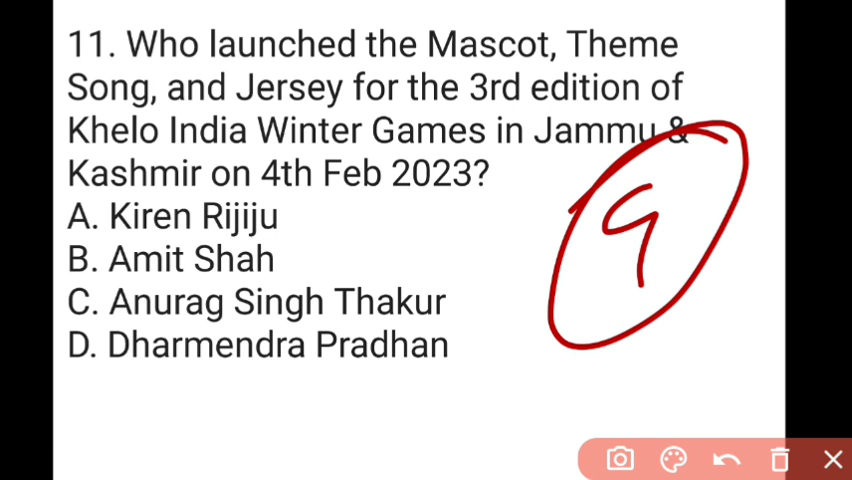 11. Who launched the Mascot, Theme
Song, and Jersey for the 3rd edition of
Khelo India Winter Games in Jammu &
Kashmir on 4th Feb 2023?
A. Kiren Rijiju
B. Amit Shah
C. Anurag Singh Thakur
D. Dharmendra Pradhan
9